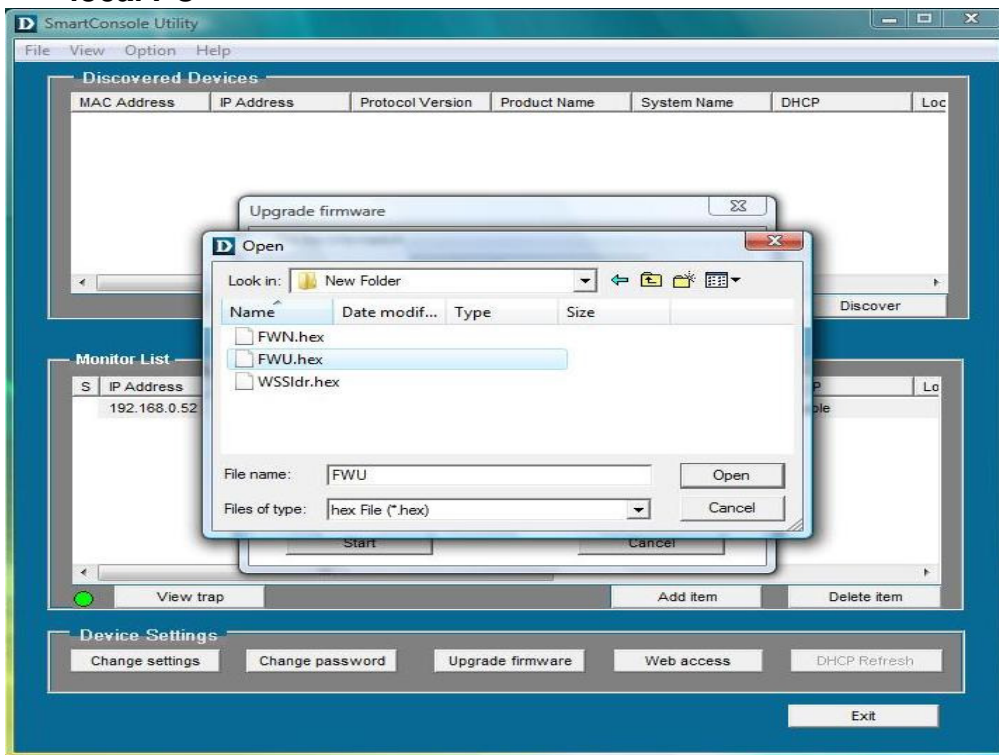 SmartConsole Utility
File View Option Help
Discovered Devices
MAC Address IP Address Protocol Version Product Name System Name DHCP Loc
Upgrade firmware
D Open
Look in: New Folder
Discover
Name Date modif... Type Size
FWN.hex
FWU.hex
WSSldr.hex
Monitor List
S IP Address Lo
192.168.0.52
File name: FWU Open
Files of type: hex File (*.hex) Cancel
Start Cancel
View trap Add item Delete item
Device Settings
Change settings Change password Upgrade firmware Web access DHCP Refresh
Exit